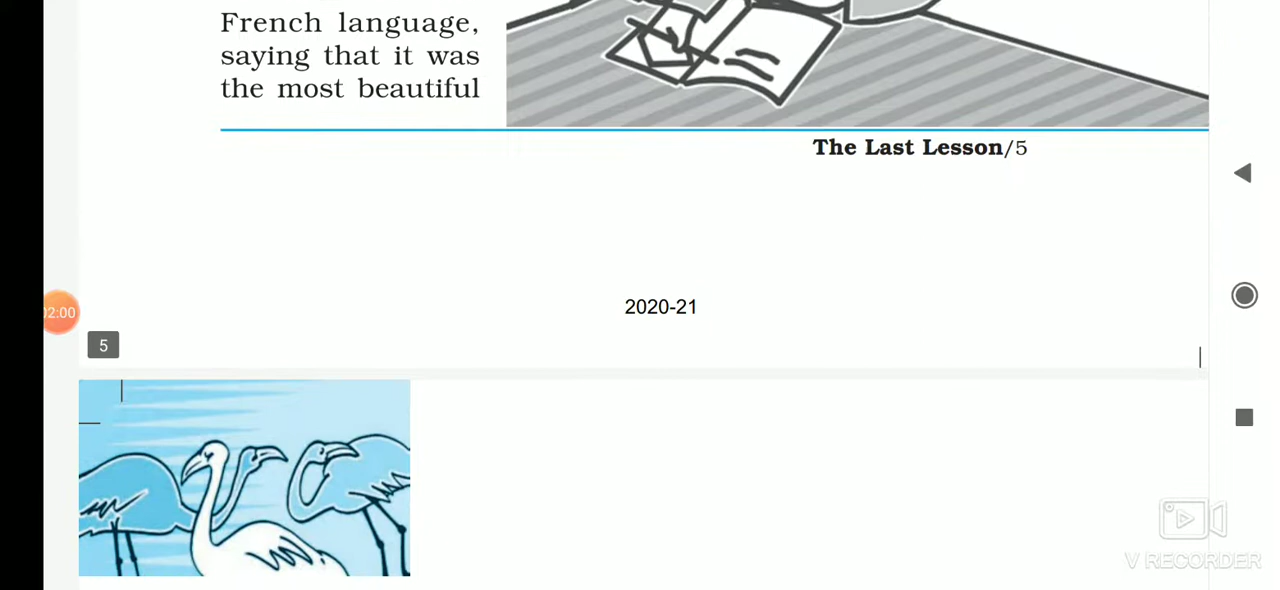 French language,
saying that it was
the most beautiful
The Last Lesson/5
2020-21
02:00
5
V RECORDER